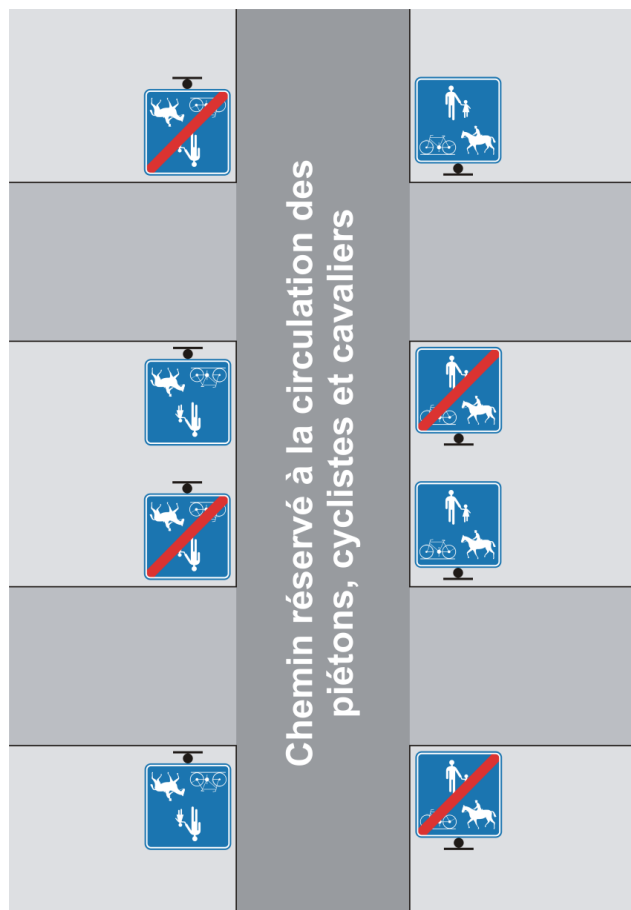 Chemin réservé à la circulation des
piétons, cyclistes et cavaliers